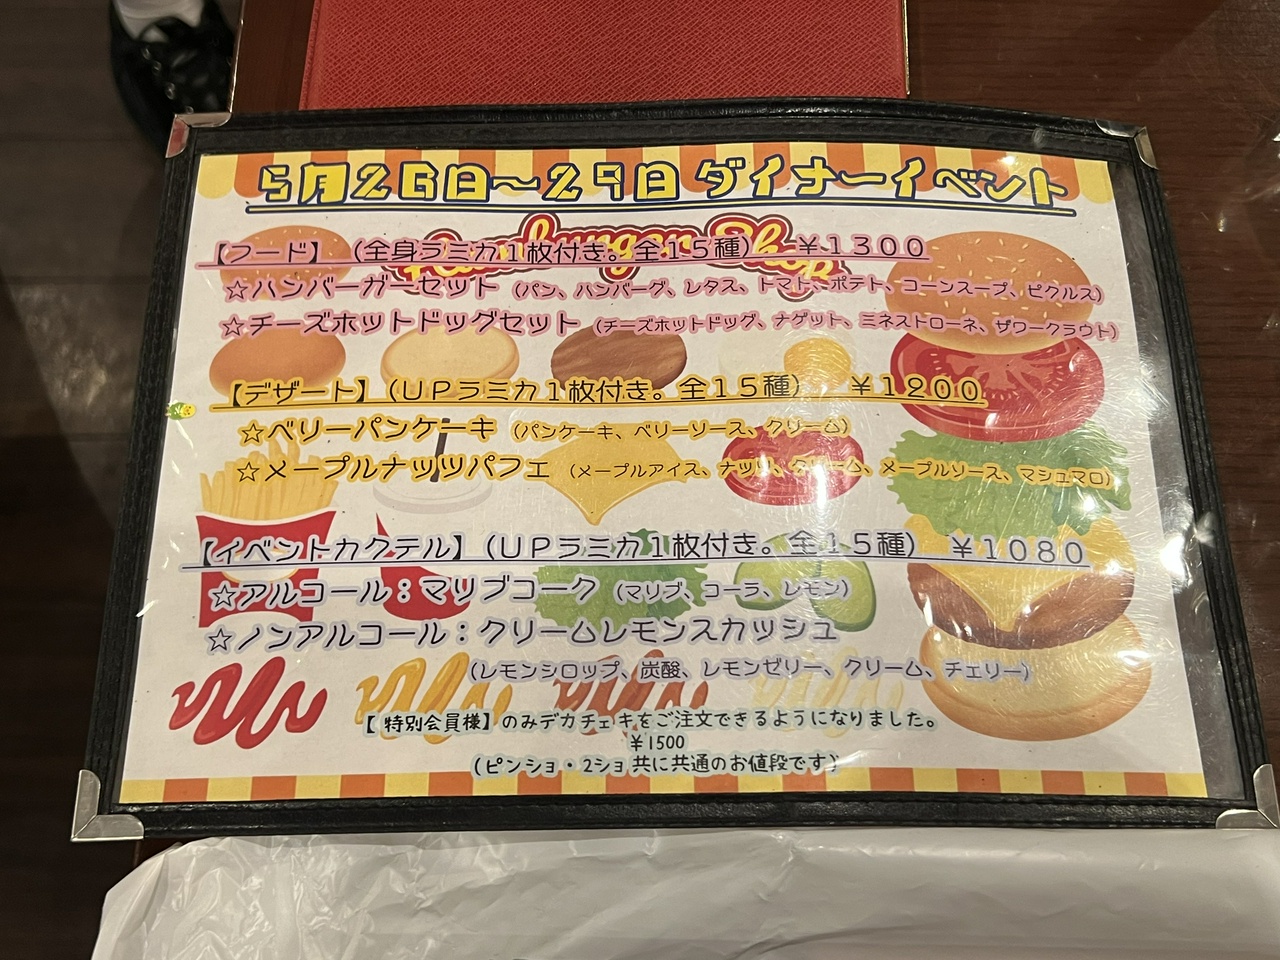 5月26日～29日 ダイナーイベント
【フード】（全身ラミカ1枚付き。全15種） ￥1300
☆ハンバーガーセット（パン、ハンバーグ、レタス、トマト、ポテト、コーンスープ、ピクルス）
☆チーズホットドッグセット（チーズホットドッグ、ナゲット、ミネストローネ、ザワークラウト）
【デザート】（UPラミカ1枚付き。全15種） ￥1200
☆ベリーパンケーキ（パンケーキ、ベリーソース、クリーム）
☆メープルナッツパフェ（メープルアイス、ナッツ、クリーム、メープルソース、マシュマロ）
【イベントカクテル】（UPラミカ1枚付き。全15種） ￥1080
☆アルコール：マリブコーク（マリブ、コーラ、レモン）
☆ノンアルコール：クリームレモンスカッシュ
（レモンシロップ、炭酸、レモンゼリー、クリーム、チェリー）
【特別会員様】のみデカチェキをご注文できるようになりました。
￥1500
（ピンショ・2ショ共に共通のお値段です）